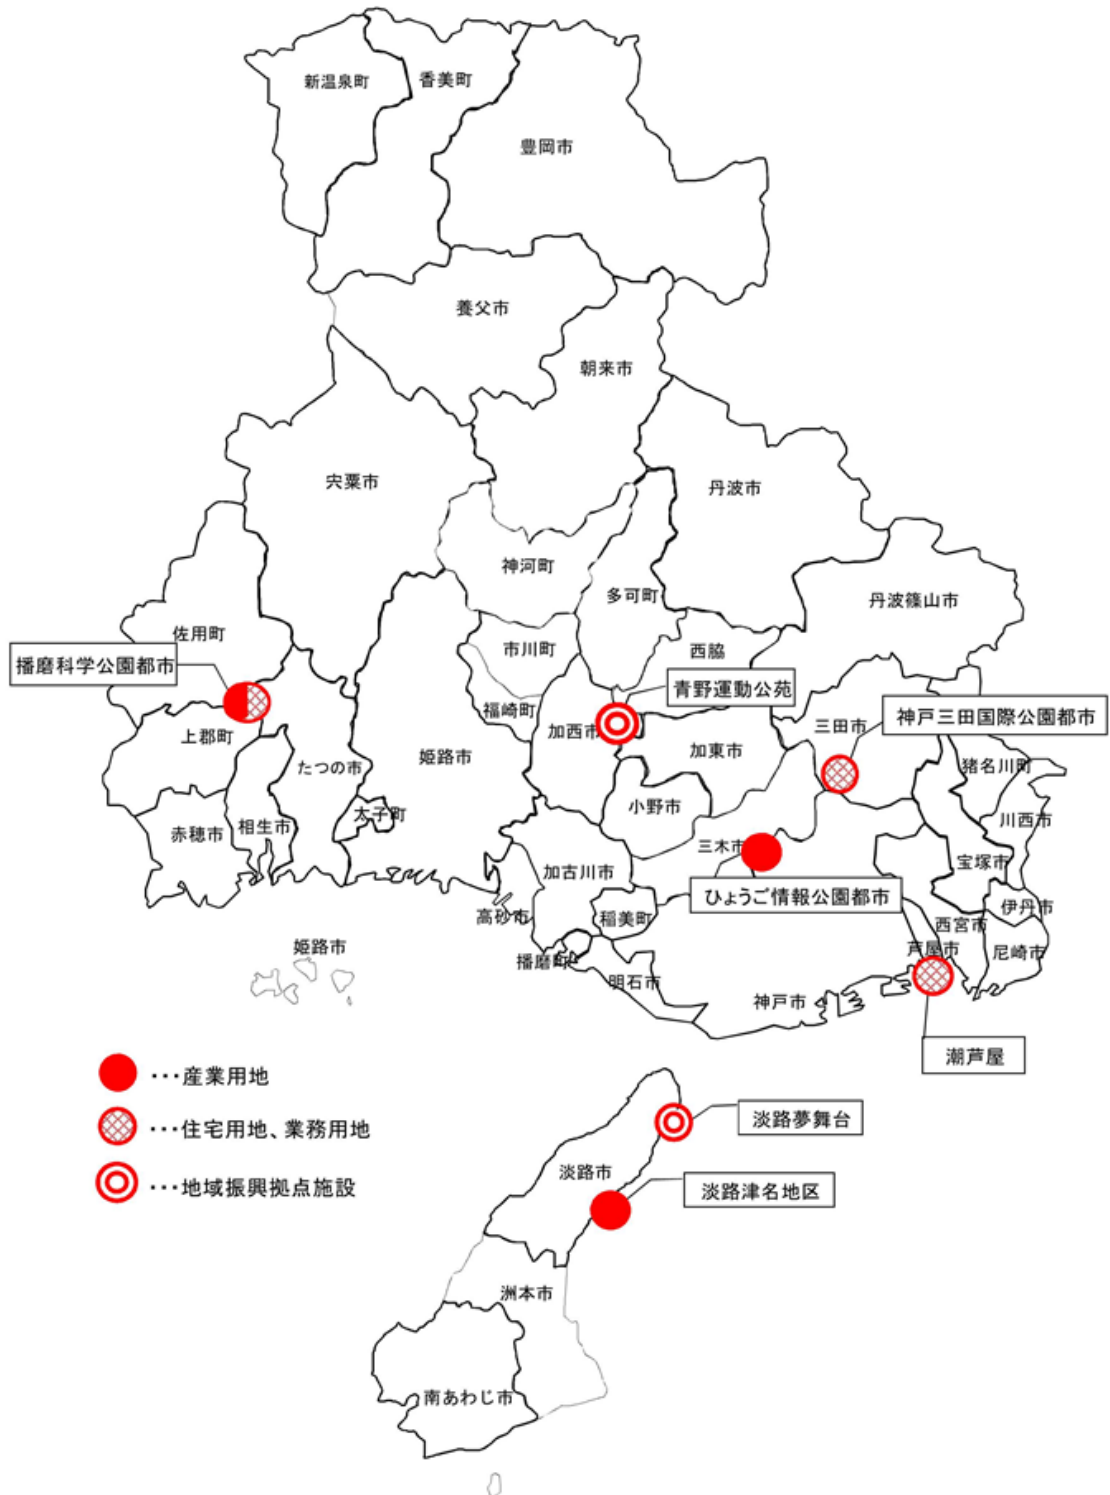 新温泉町
香美町
豊岡市
養父市
朝来市
宍粟市
丹波市
神河町
多可町
丹波篠山市
佐用町
市川町
西脇
播磨科学公園都市
青野運動公苑
福崎町
神戸三田国際公園都市
上郡町
加西市
三田市
姫路市
加東市
たつの市
猪名川町
太子町
小野市
川西市
赤穂市
相生市
三木市
宝塚市
加古川市
ひょうご情報公園都市
伊丹市
高砂市
稲美町
西宮市
姫路市
芦屋市
尼崎市
播磨町
明石市
神戸市
潮芦屋
・・・産業用地
・・・住宅用地、業務用地
・・・地域振興拠点施設
淡路夢舞台
淡路市
淡路津名地区
洲本市
南あわじ市